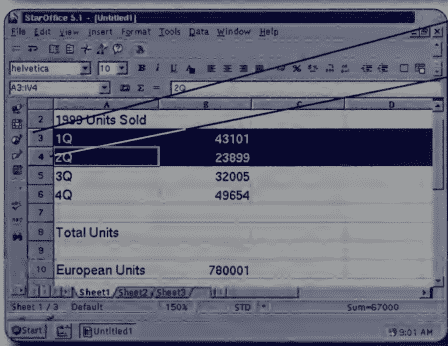 StarOffice 5.1 - [Untitled1]
File Edit View Insert Format Tools Data Window Help
helvetica 10 B i U A % 
A3:IV4 Σ = 2Q
A B C D
2 1999 Units Sold
3 1Q 43101
4 2Q 23899
5 3Q 32005
6 4Q 49654
7
8 Total Units
9
10 European Units 780001
Sheet1 Sheet2 Sheet3
Sheet 1 / 3 Default 150% STD * Sum=67000
Start Untitled1 9:01 AM